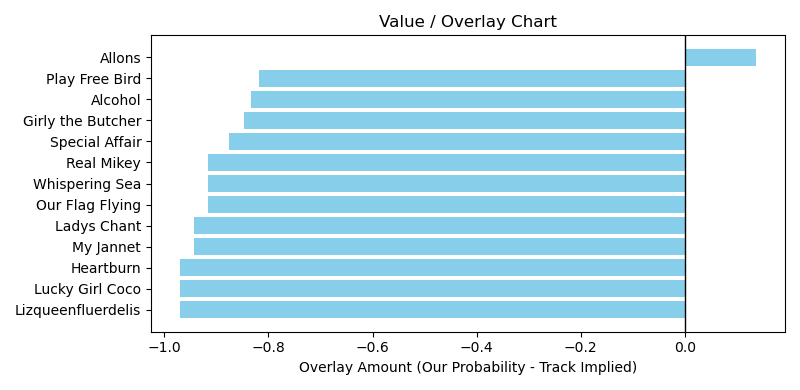 Value / Overlay Chart
Allons
Play Free Bird
Alcohol
Girly the Butcher
Special Affair
Real Mikey
Whispering Sea
Our Flag Flying
Ladys Chant
My Jannet
Heartburn
Lucky Girl Coco
Lizqueenfluerdelis
−1.0 −0.8 −0.6 −0.4 −0.2 0.0
Overlay Amount (Our Probability - Track Implied)